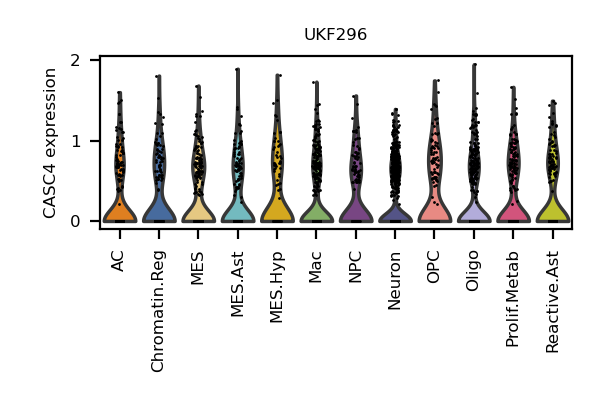 UKF296
CASC4 expression
2
1
0
AC
Chromatin.Reg
MES
MES.Ast
MES.Hyp
Mac
NPC
Neuron
OPC
Oligo
Prolif.Metab
Reactive.Ast